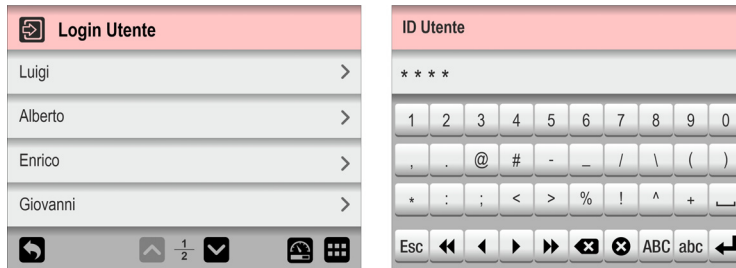 Login Utente
Luigi
Alberto
Enrico
Giovanni
1/2
ID Utente
* * * *
1 2 3 4 5 6 7 8 9 0
, . @ # - _ / \ ( )
* : ; < > % ! ^ +
Esc ABC abc